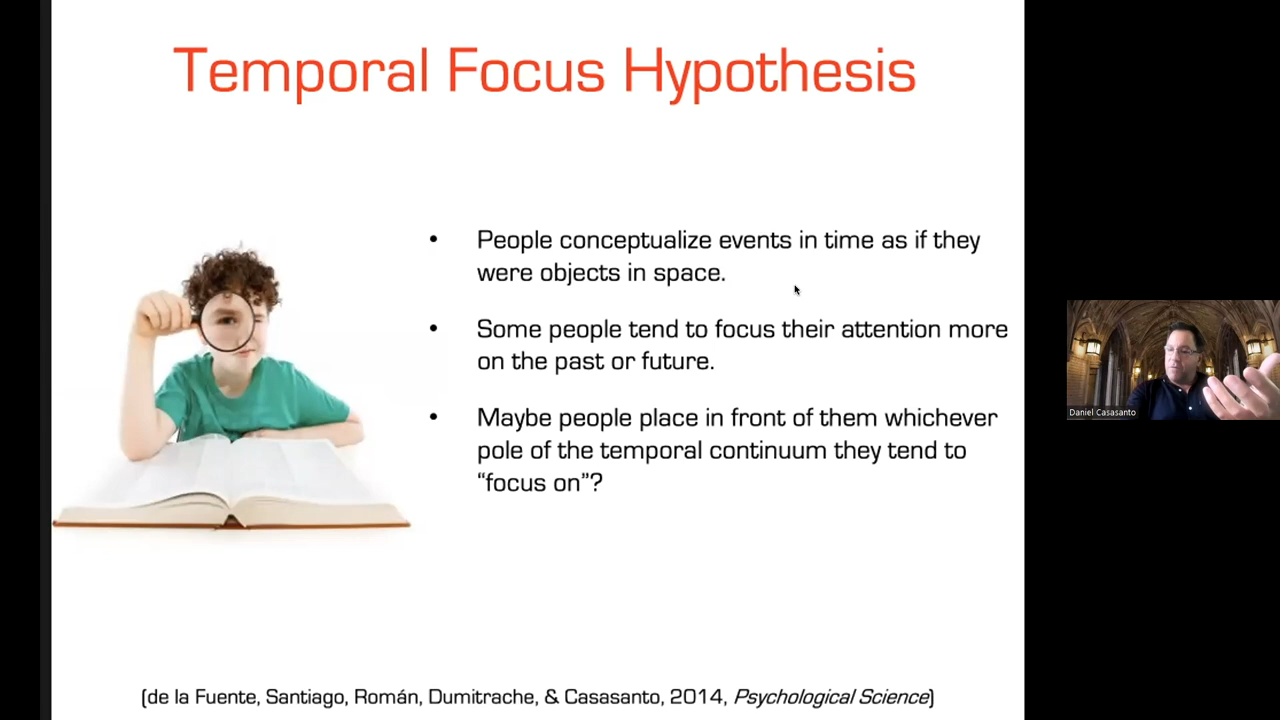 Temporal Focus Hypothesis
• People conceptualize events in time as if they
were objects in space.
• Some people tend to focus their attention more
on the past or future.
• Maybe people place in front of them whichever
pole of the temporal continuum they tend to
“focus on”?
(de la Fuente, Santiago, Román, Dumitrache, & Casasanto, 2014, Psychological Science)
Daniel Casasanto